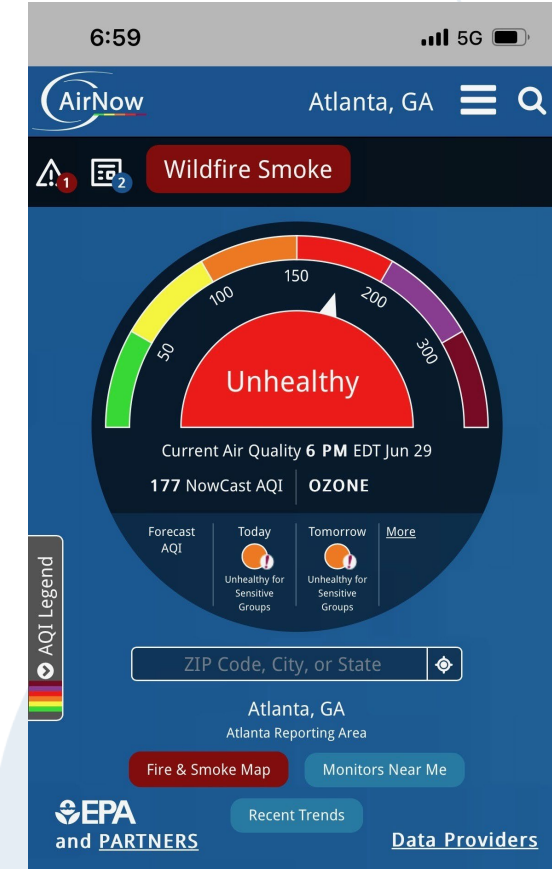 6:59
5G
AirNow
Atlanta, GA
1
2
Wildfire Smoke
50
100
150
200
300
Unhealthy
Current Air Quality 6 PM EDT Jun 29
177 NowCast AQI
OZONE
Forecast
AQI
Today
Unhealthy for
Sensitive
Groups
Tomorrow
Unhealthy for
Sensitive
Groups
More
AQI Legend
ZIP Code, City, or State
Atlanta, GA
Atlanta Reporting Area
Fire & Smoke Map
Monitors Near Me
Recent Trends
EPA
and PARTNERS
Data Providers